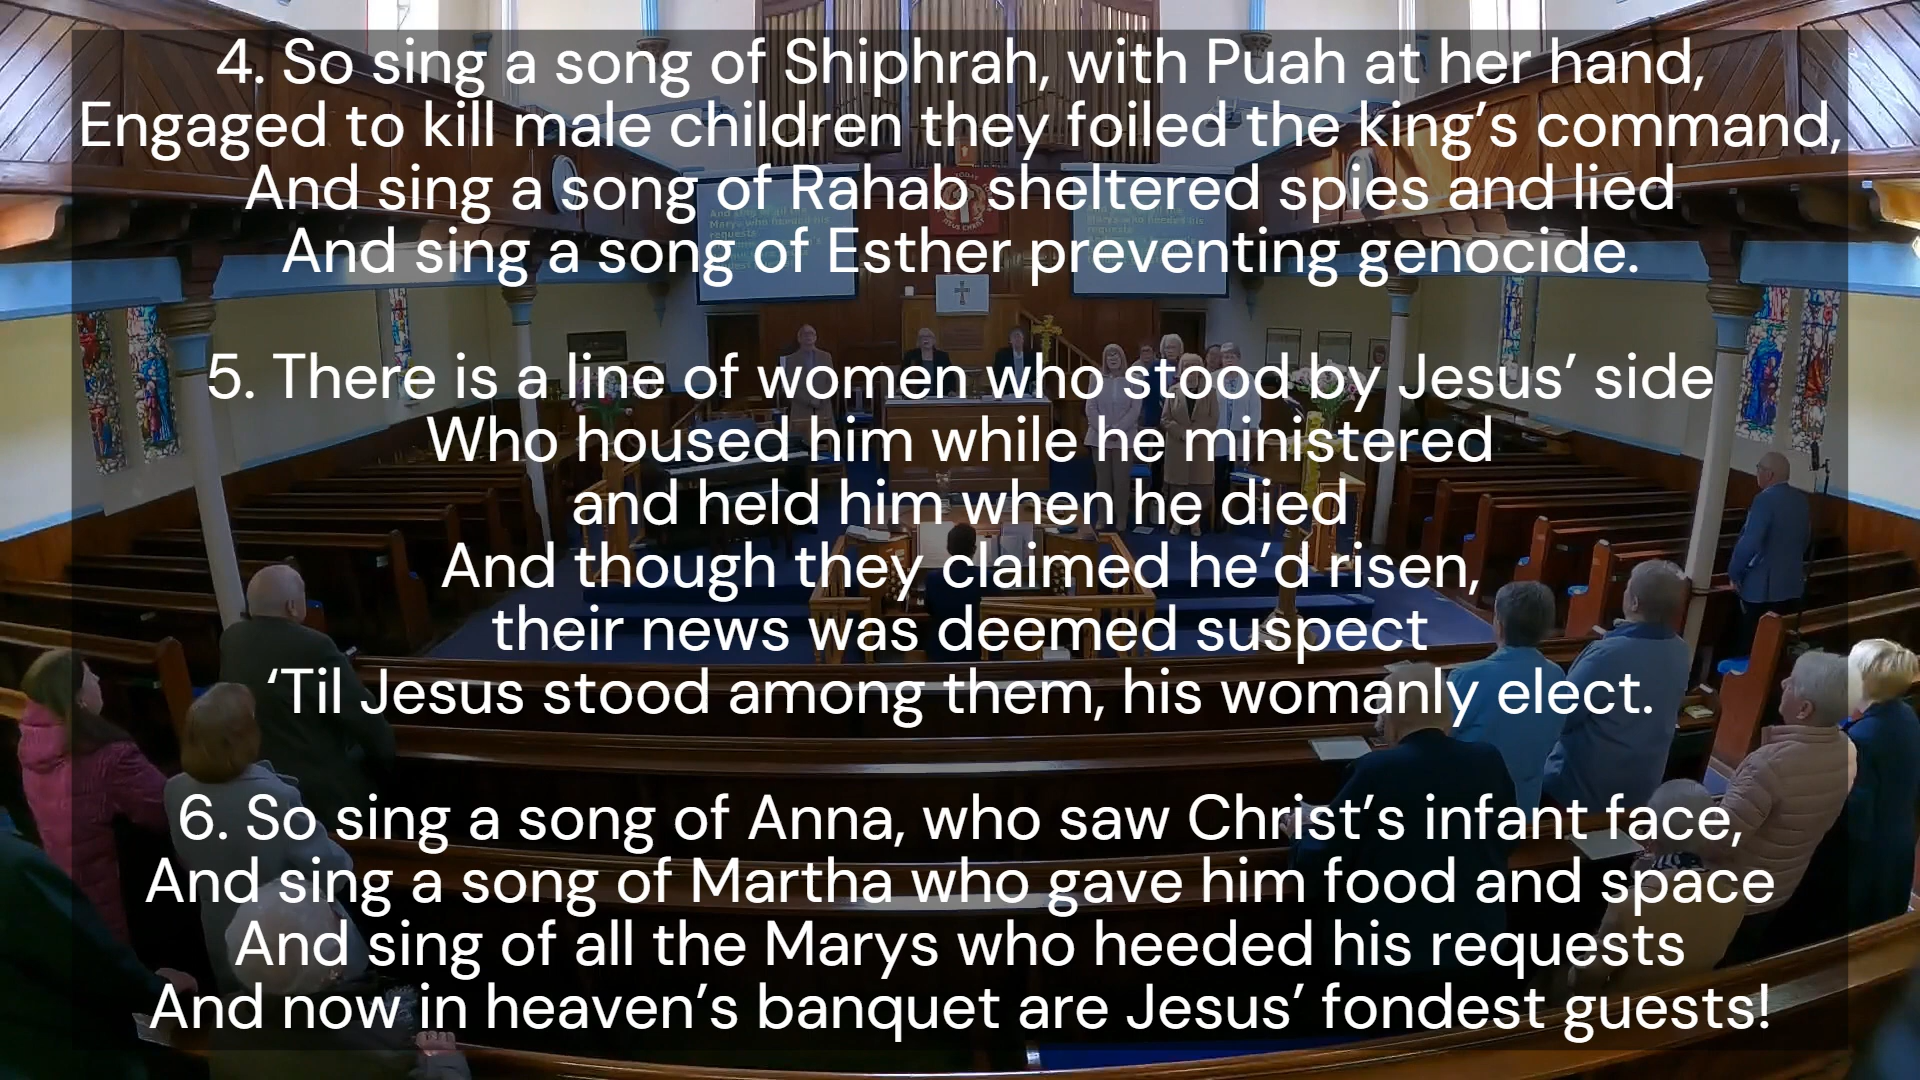 4. So sing a song of Shiphrah, with Puah at her hand,
Engaged to kill male children they foiled the king’s command,
And sing a song of Rahab sheltered spies and lied
And sing a song of Esther preventing genocide.
5. There is a line of women who stood by Jesus’ side
Who housed him while he ministered
and held him when he died
And though they claimed he’d risen,
their news was deemed suspect
‘Til Jesus stood among them, his womanly elect.
6. So sing a song of Anna, who saw Christ’s infant face,
And sing a song of Martha who gave him food and space
And sing of all the Marys who heeded his requests
And now in heaven’s banquet are Jesus’ fondest guests!